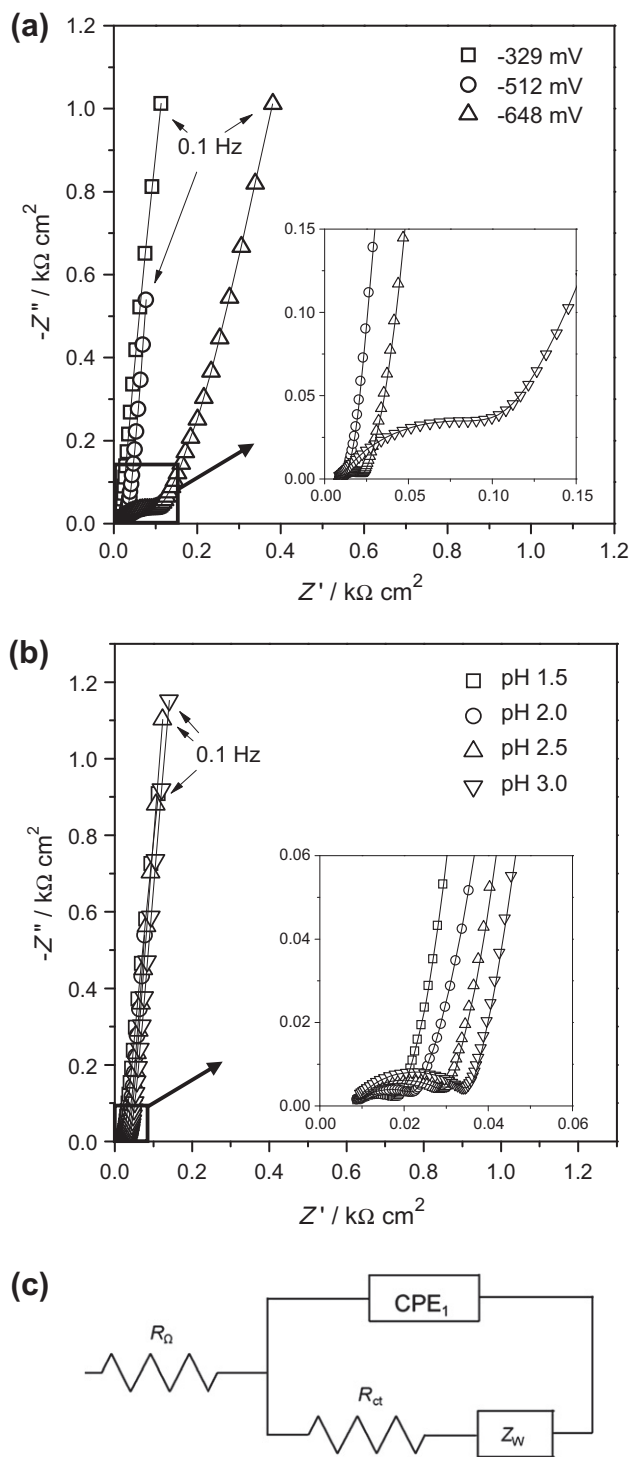 (a)
-329 mV
-512 mV
-648 mV
0.1 Hz
-Z" / kΩ cm²
1.2
1.0
0.8
0.6
0.4
0.2
0.0
0.0 0.2 0.4 0.6 0.8 1.0 1.2
Z' / kΩ cm²
0.15
0.10
0.05
0.00
0.00 0.05 0.10 0.15
(b)
pH 1.5
pH 2.0
pH 2.5
pH 3.0
0.1 Hz
-Z" / kΩ cm²
1.2
1.0
0.8
0.6
0.4
0.2
0.0
0.0 0.2 0.4 0.6 0.8 1.0 1.2
Z' / kΩ cm²
0.06
0.04
0.02
0.00
0.00 0.02 0.04 0.06
(c)
CPE₁
R_Ω
R_ct
Z_W